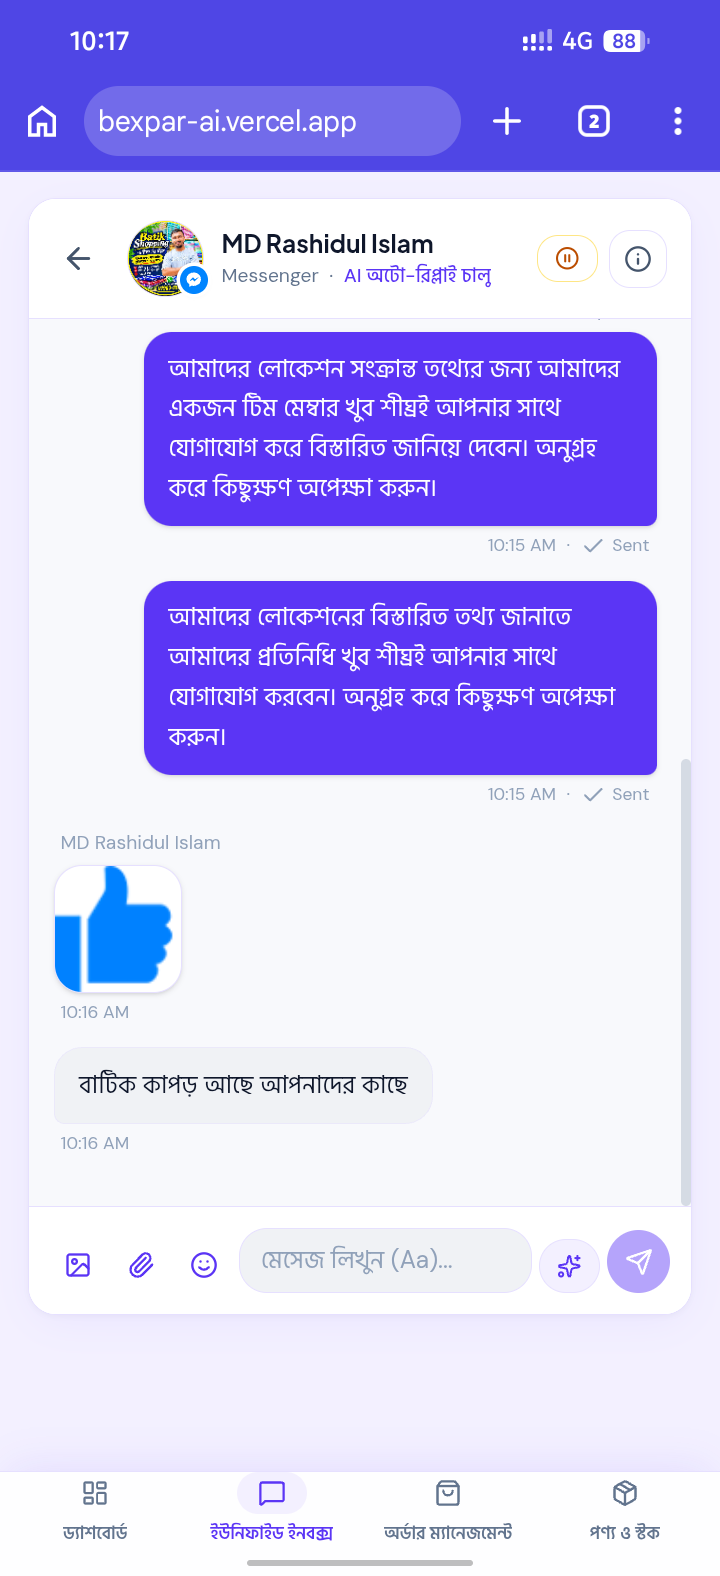 10:17
4G 88
bexpar-ai.vercel.app
2
MD Rashidul Islam
Messenger · AI অটো-রিপ্লাই চালু
আমাদের লোকেশন সংক্রান্ত তথ্যের জন্য আমাদের
একজন টিম মেম্বার খুব শীঘ্রই আপনার সাথে
যোগাযোগ করে বিস্তারিত জানিয়ে দেবেন। অনুগ্রহ
করে কিছুক্ষণ অপেক্ষা করুন।
10:15 AM · Sent
আমাদের লোকেশনের বিস্তারিত তথ্য জানাতে
আমাদের প্রতিনিধি খুব শীঘ্রই আপনার সাথে
যোগাযোগ করবেন। অনুগ্রহ করে কিছুক্ষণ অপেক্ষা
করুন।
10:15 AM · Sent
MD Rashidul Islam
10:16 AM
বাটিক কাপড় আছে আপনাদের কাছে
10:16 AM
মেসেজ লিখুন (Aa)...
ড্যাশবোর্ড
ইউনিফাইড ইনবক্স
অর্ডার ম্যানেজমেন্ট
পণ্য ও স্টক